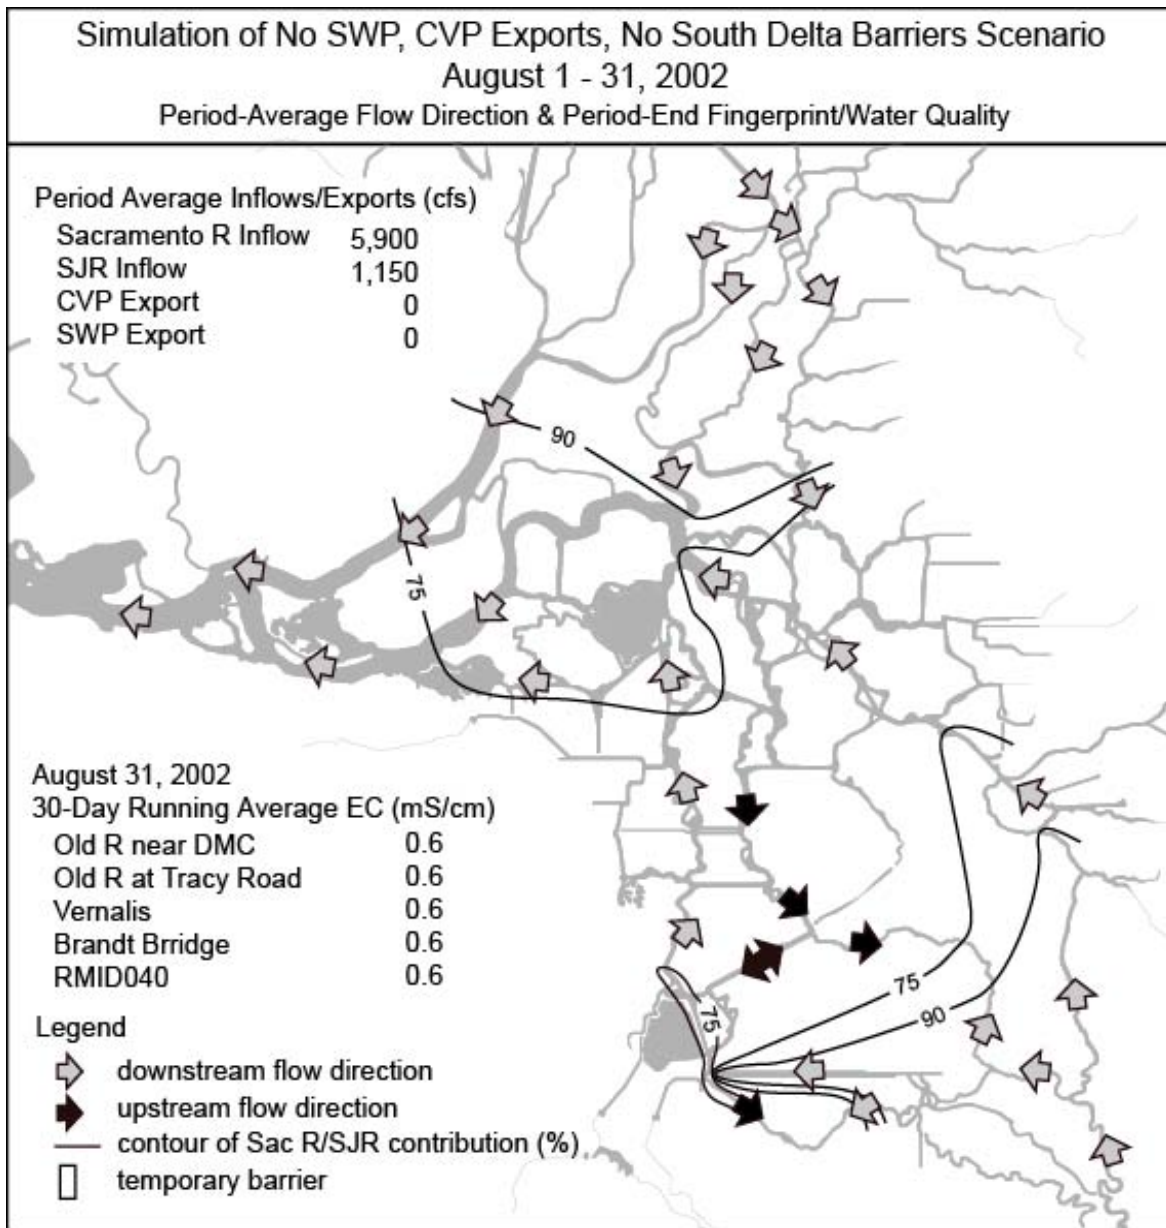 Simulation of No SWP, CVP Exports, No South Delta Barriers Scenario
August 1 - 31, 2002
Period-Average Flow Direction & Period-End Fingerprint/Water Quality
Period Average Inflows/Exports (cfs)
Sacramento R Inflow 5,900
SJR Inflow 1,150
CVP Export 0
SWP Export 0
90
75
August 31, 2002
30-Day Running Average EC (mS/cm)
Old R near DMC 0.6
Old R at Tracy Road 0.6
Vernalis 0.6
Brandt Brridge 0.6
RMID040 0.6
75
90
75
Legend
downstream flow direction
upstream flow direction
contour of Sac R/SJR contribution (%)
temporary barrier